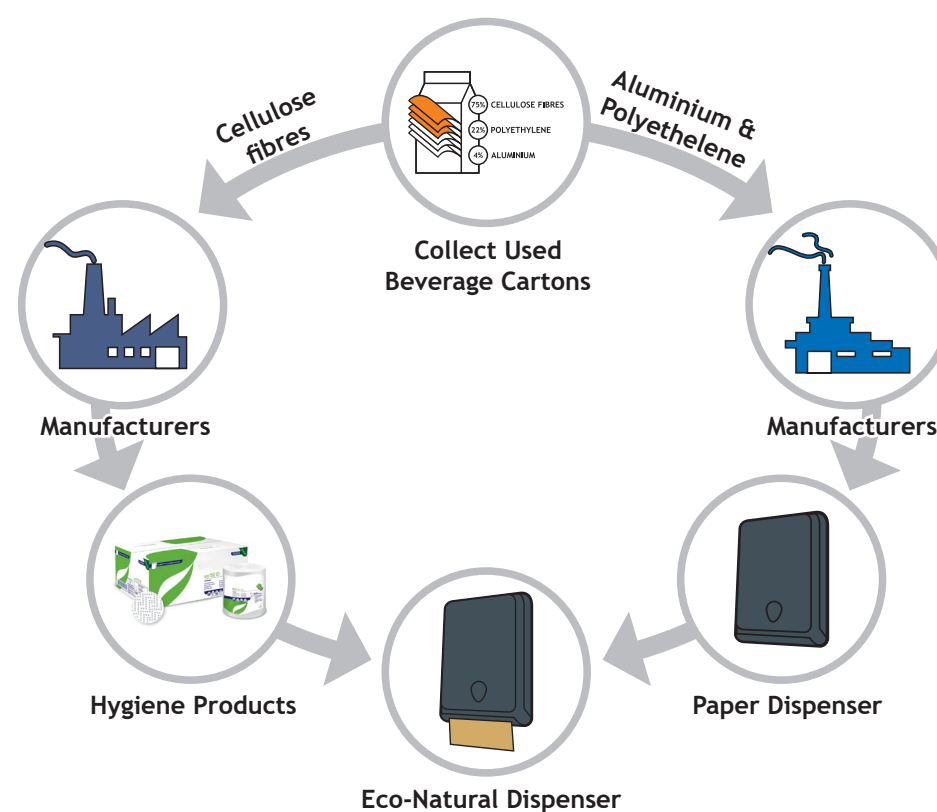 75% CELLULOSE FIBRES
22% POLYETHYLENE
4% ALUMINIUM
Cellulose
fibres
Aluminium &
Polyethelene
Collect Used
Beverage Cartons
Manufacturers
Manufacturers
Hygiene Products
Paper Dispenser
Eco-Natural Dispenser